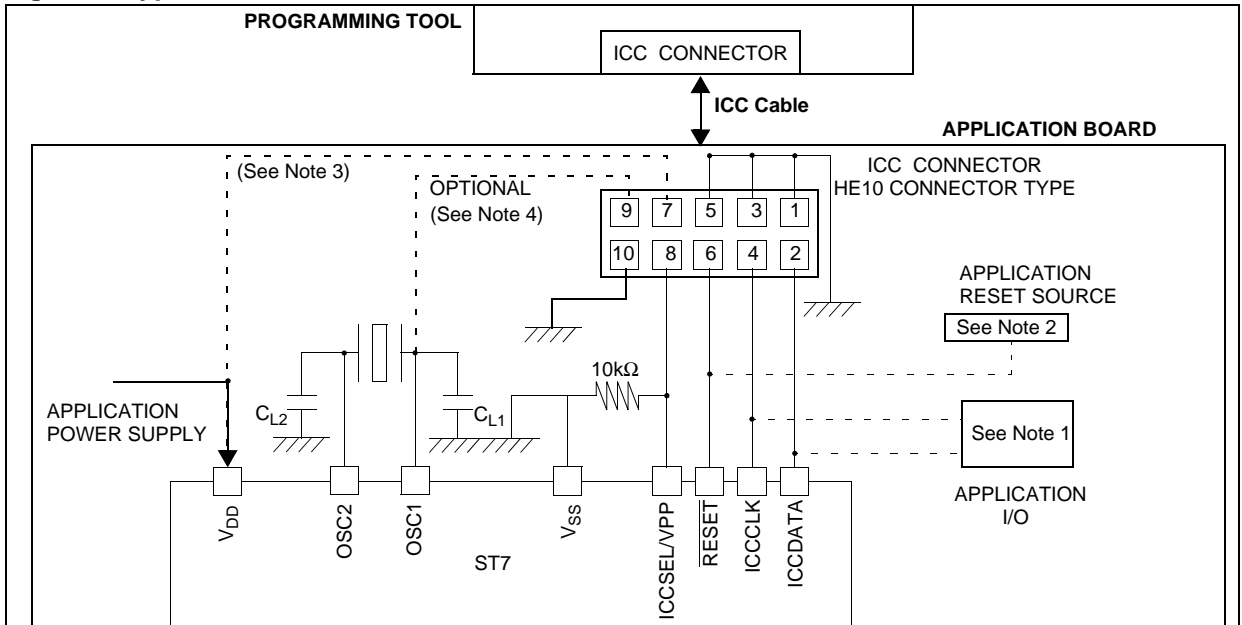 PROGRAMMING TOOL
ICC CONNECTOR
ICC Cable
APPLICATION BOARD
(See Note 3)
OPTIONAL
(See Note 4)
ICC CONNECTOR
HE10 CONNECTOR TYPE
9 7 5 3 1
10 8 6 4 2
APPLICATION
RESET SOURCE
See Note 2
10kΩ
APPLICATION
POWER SUPPLY
CL2
CL1
See Note 1
APPLICATION
I/O
VDD
OSC2
OSC1
VSS
ICCSEL/VPP
RESET
ICCCLK
ICCDATA
ST7